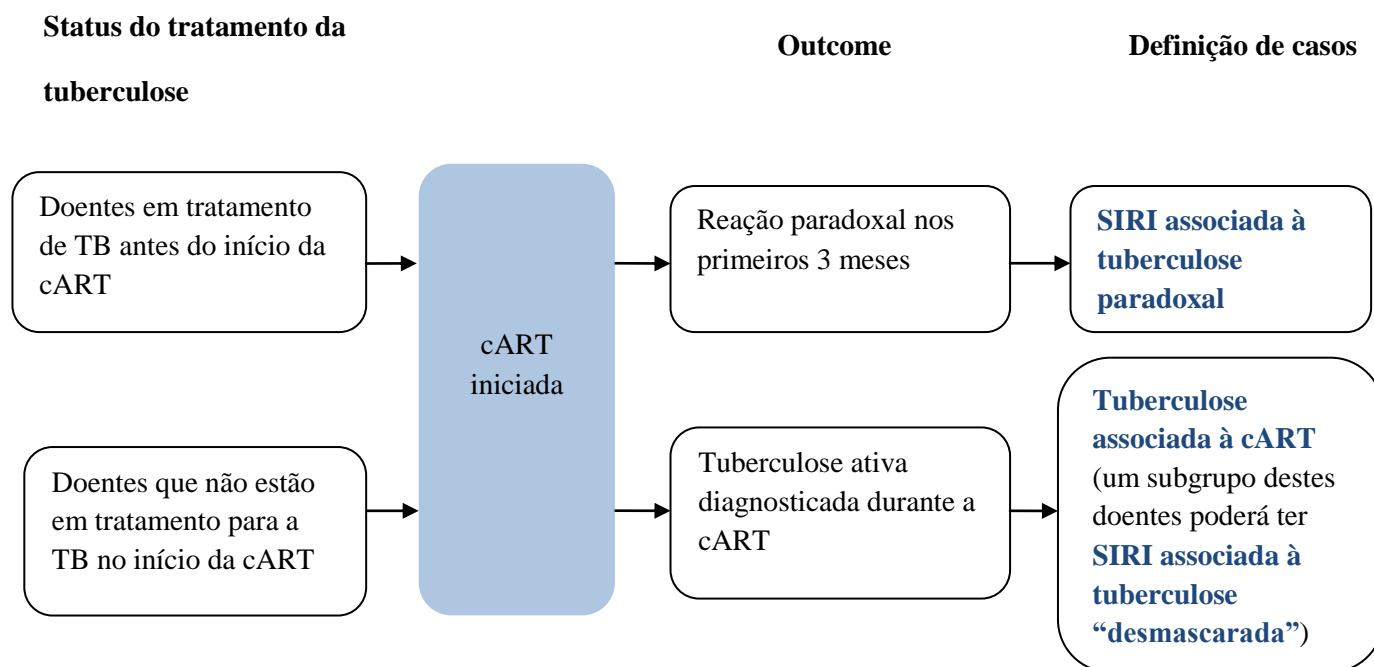 Status do tratamento da
tuberculose
Outcome
Definição de casos
Doentes em tratamento
de TB antes do início da
cART
cART
iniciada
Reação paradoxal nos
primeiros 3 meses
SIRI associada à
tuberculose
paradoxal
Doentes que não estão
em tratamento para a
TB no início da cART
Tuberculose ativa
diagnosticada durante a
cART
Tuberculose
associada à cART
(um subgrupo destes
doentes poderá ter
SIRI associada à
tuberculose
“desmascarada”)